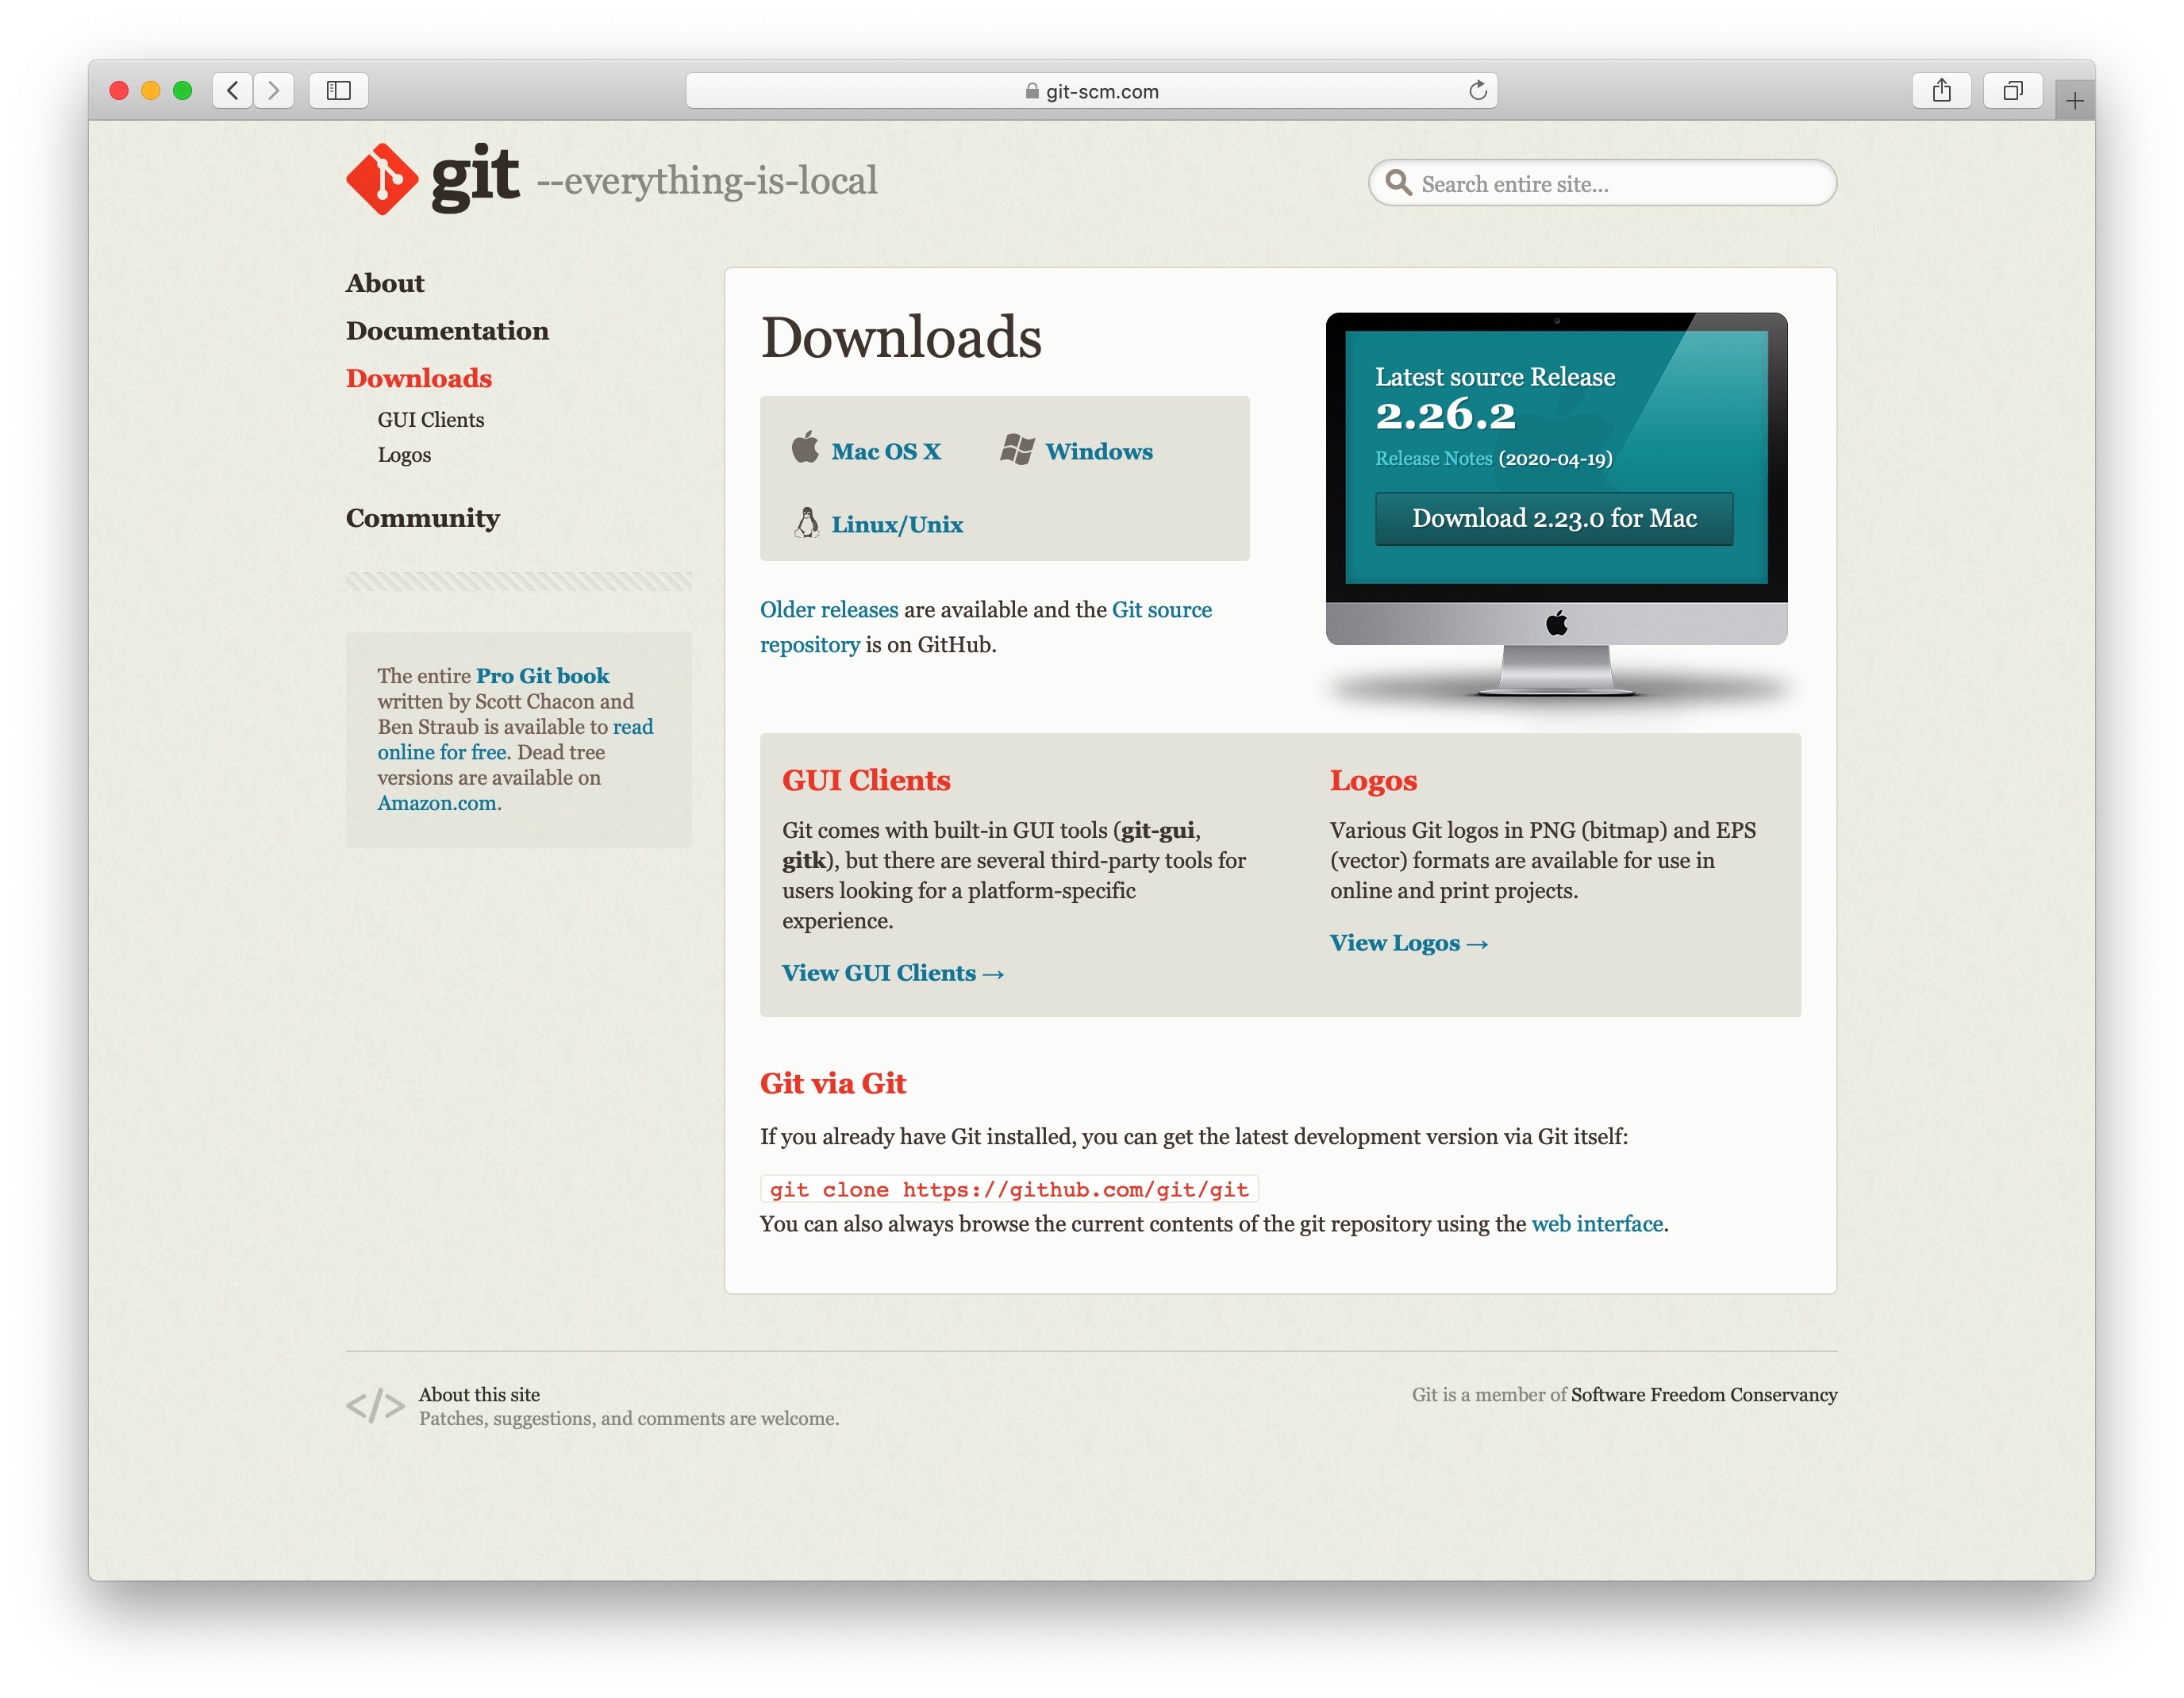 git-scm.com
git --everything-is-local
Search entire site...
About
Documentation
Downloads
GUI Clients
Logos
Community
The entire Pro Git book
written by Scott Chacon and
Ben Straub is available to read
online for free. Dead tree
versions are available on
Amazon.com.
Downloads
Mac OS X
Windows
Linux/Unix
Older releases are available and the Git source
repository is on GitHub.
Latest source Release
2.26.2
Release Notes (2020-04-19)
Download 2.23.0 for Mac
GUI Clients
Git comes with built-in GUI tools (git-gui,
gitk), but there are several third-party tools for
users looking for a platform-specific
experience.
View GUI Clients →
Logos
Various Git logos in PNG (bitmap) and EPS
(vector) formats are available for use in
online and print projects.
View Logos →
Git via Git
If you already have Git installed, you can get the latest development version via Git itself:
git clone https://github.com/git/git
You can also always browse the current contents of the git repository using the web interface.
</> About this site
Patches, suggestions, and comments are welcome.
Git is a member of Software Freedom Conservancy